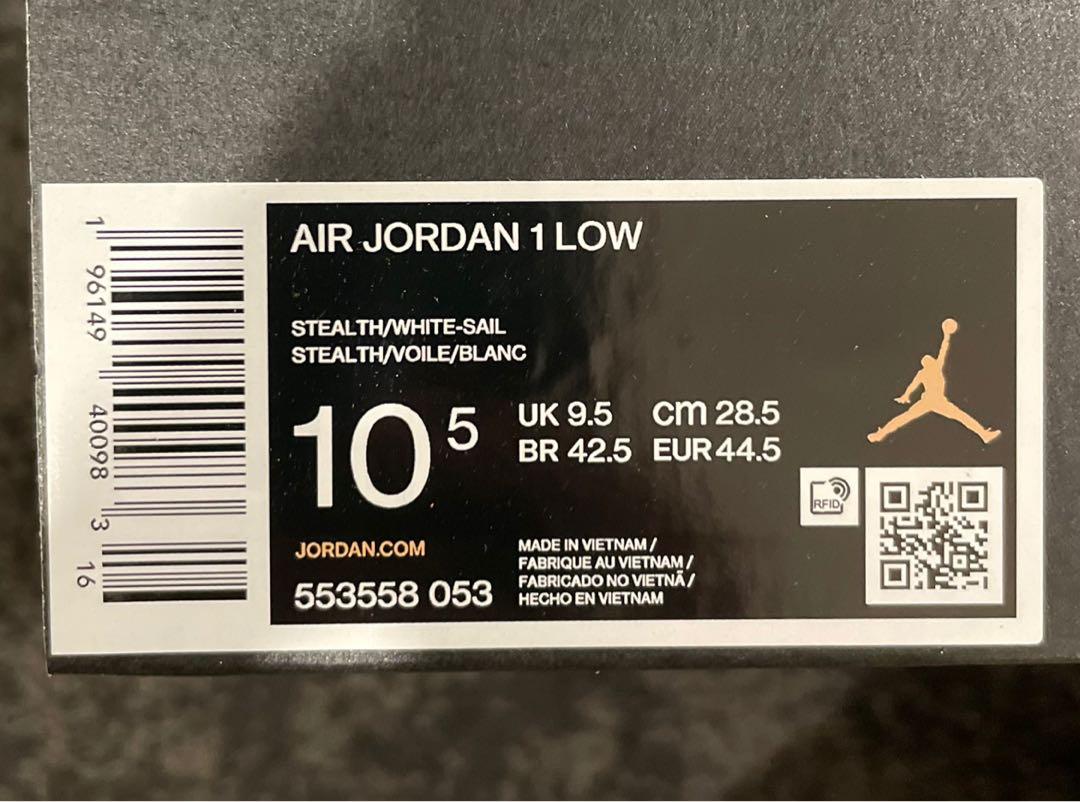 AIR JORDAN 1 LOW
STEALTH/WHITE-SAIL
STEALTH/VOILE/BLANC
10 5
UK 9.5 cm 28.5
BR 42.5 EUR 44.5
JORDAN.COM
553558 053
MADE IN VIETNAM /
FABRIQUE AU VIETNAM /
FABRICADO NO VIETNÃ /
HECHO EN VIETNAM
RFID
1 96149 40098 3
16